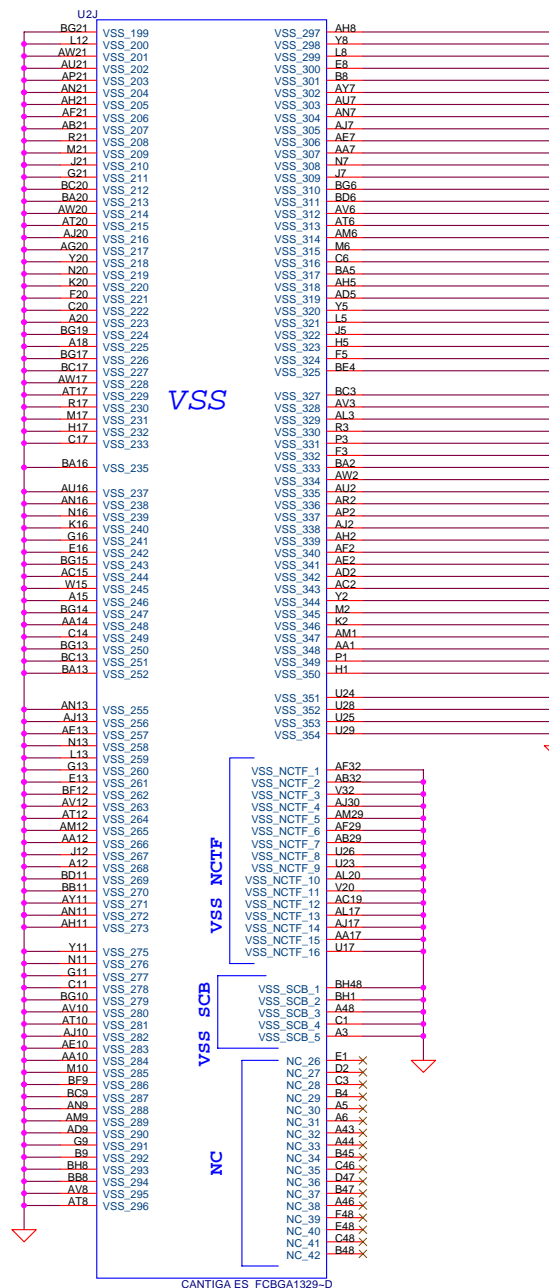 U2J
BG21 VSS_199
L12 VSS_200
AW21 VSS_201
AU21 VSS_202
AP21 VSS_203
AN21 VSS_204
AH21 VSS_205
AF21 VSS_206
AB21 VSS_207
R21 VSS_208
M21 VSS_209
J21 VSS_210
G21 VSS_211
BC20 VSS_212
BA20 VSS_213
AW20 VSS_214
AT20 VSS_215
AJ20 VSS_216
AG20 VSS_217
Y20 VSS_218
N20 VSS_219
K20 VSS_220
F20 VSS_221
C20 VSS_222
A20 VSS_223
BG19 VSS_224
A18 VSS_225
BG17 VSS_226
BC17 VSS_227
AW17 VSS_228
AT17 VSS_229
R17 VSS_230
M17 VSS_231
H17 VSS_232
C17 VSS_233
BA16 VSS_235
AU16 VSS_237
AN16 VSS_238
N16 VSS_239
K16 VSS_240
G16 VSS_241
E16 VSS_242
BG15 VSS_243
AC15 VSS_244
W15 VSS_245
A15 VSS_246
BG14 VSS_247
AA14 VSS_248
C14 VSS_249
BG13 VSS_250
BC13 VSS_251
BA13 VSS_252
AN13 VSS_255
AJ13 VSS_256
AE13 VSS_257
N13 VSS_258
L13 VSS_259
G13 VSS_260
E13 VSS_261
BF12 VSS_262
AV12 VSS_263
AT12 VSS_264
AM12 VSS_265
AA12 VSS_266
J12 VSS_267
A12 VSS_268
BD11 VSS_269
BB11 VSS_270
AY11 VSS_271
AN11 VSS_272
AH11 VSS_273
Y11 VSS_275
N11 VSS_276
G11 VSS_277
C11 VSS_278
BG10 VSS_279
AV10 VSS_280
AT10 VSS_281
AJ10 VSS_282
AE10 VSS_283
AA10 VSS_284
M10 VSS_285
BF9 VSS_286
BC9 VSS_287
AN9 VSS_288
AM9 VSS_289
AD9 VSS_290
G9 VSS_291
B9 VSS_292
BH8 VSS_293
BB8 VSS_294
AV8 VSS_295
AT8 VSS_296
VSS
VSS_297 AH8
VSS_298 Y8
VSS_299 L8
VSS_300 E8
VSS_301 B8
VSS_302 AY7
VSS_303 AU7
VSS_304 AN7
VSS_305 AJ7
VSS_306 AE7
VSS_307 AA7
VSS_308 N7
VSS_309 J7
VSS_310 BG6
VSS_311 BD6
VSS_312 AV6
VSS_313 AT6
VSS_314 AM6
VSS_315 M6
VSS_316 C6
VSS_317 BA5
VSS_318 AH5
VSS_319 AD5
VSS_320 Y5
VSS_321 L5
VSS_322 J5
VSS_323 H5
VSS_324 F5
VSS_325 BE4
VSS_327 BC3
VSS_328 AV3
VSS_329 AL3
VSS_330 R3
VSS_331 P3
VSS_332 F3
VSS_333 BA2
VSS_334 AW2
VSS_335 AU2
VSS_336 AR2
VSS_337 AP2
VSS_338 AJ2
VSS_339 AH2
VSS_340 AF2
VSS_341 AE2
VSS_342 AD2
VSS_343 AC2
VSS_344 Y2
VSS_345 M2
VSS_346 K2
VSS_347 AM1
VSS_348 AA1
VSS_349 P1
VSS_350 H1
VSS_351 U24
VSS_352 U28
VSS_353 U25
VSS_354 U29
VSS NCTF
VSS_NCTF_1 AF32
VSS_NCTF_2 AB32
VSS_NCTF_3 V32
VSS_NCTF_4 AJ30
VSS_NCTF_5 AM29
VSS_NCTF_6 AF29
VSS_NCTF_7 AB29
VSS_NCTF_8 U26
VSS_NCTF_9 U23
VSS_NCTF_10 AL20
VSS_NCTF_11 V20
VSS_NCTF_12 AC19
VSS_NCTF_13 AL17
VSS_NCTF_14 AJ17
VSS_NCTF_15 AA17
VSS_NCTF_16 U17
VSS SCB
VSS_SCB_1 BH48
VSS_SCB_2 BH1
VSS_SCB_3 A48
VSS_SCB_4 C1
VSS_SCB_5 A3
NC
NC_26 E1
NC_27 D2
NC_28 C3
NC_29 B4
NC_30 A5
NC_31 A6
NC_32 A43
NC_33 A44
NC_34 B45
NC_35 C46
NC_36 D47
NC_37 B47
NC_38 A46
NC_39 F48
NC_40 E48
NC_41 C48
NC_42 B48
CANTIGA ES_FCBGA1329~D